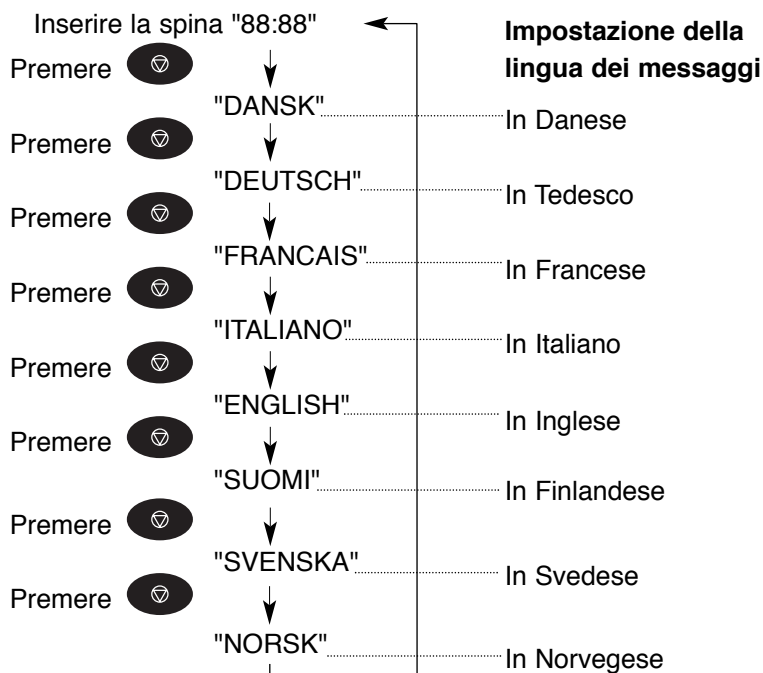 Inserire la spina "88:88"
Impostazione della
lingua dei messaggi
Premere
"DANSK" In Danese
Premere
"DEUTSCH" In Tedesco
Premere
"FRANCAIS" In Francese
Premere
"ITALIANO" In Italiano
Premere
"ENGLISH" In Inglese
Premere
"SUOMI" In Finlandese
Premere
"SVENSKA" In Svedese
Premere
"NORSK" In Norvegese